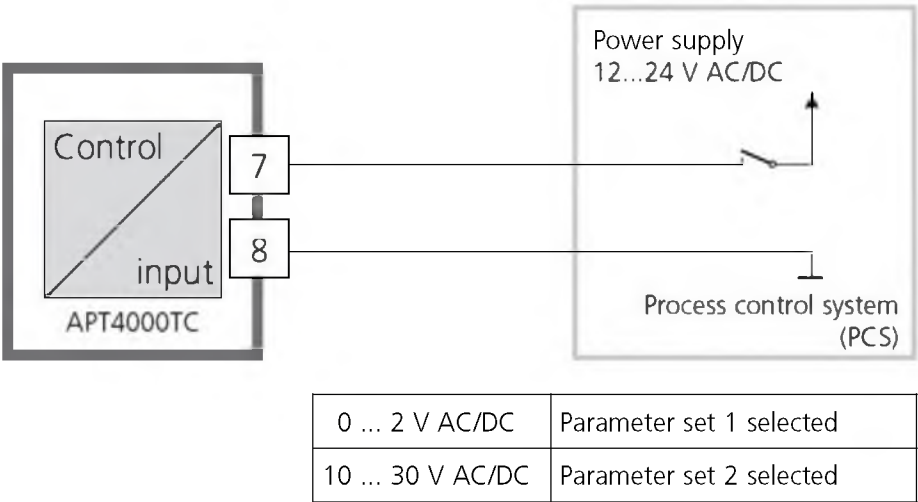 Power supply
12...24 V AC/DC
Control
7
8
input
APT4000TC
Process control system
(PCS)
0 ... 2 V AC/DC Parameter set 1 selected
10 ... 30 V AC/DC Parameter set 2 selected